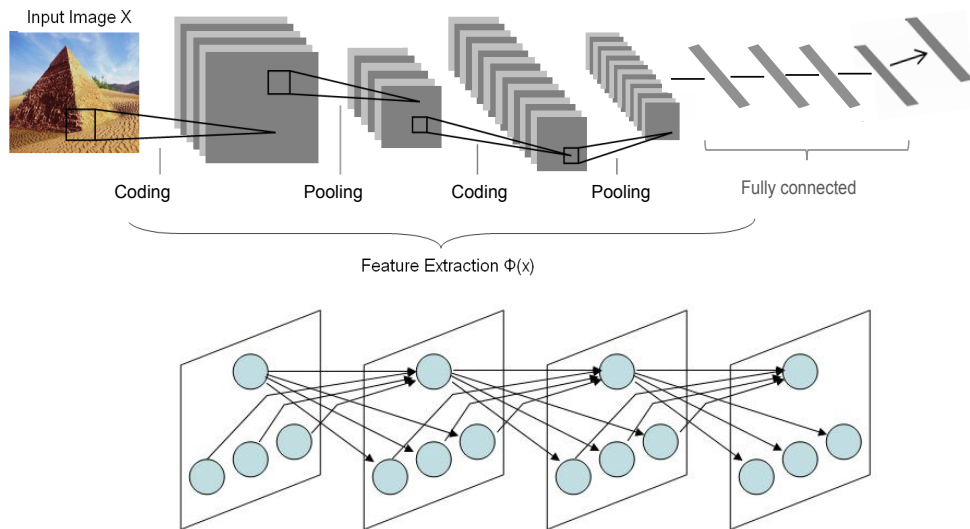 Input Image X
Coding
Pooling
Coding
Pooling
Fully connected
Feature Extraction Φ(x)